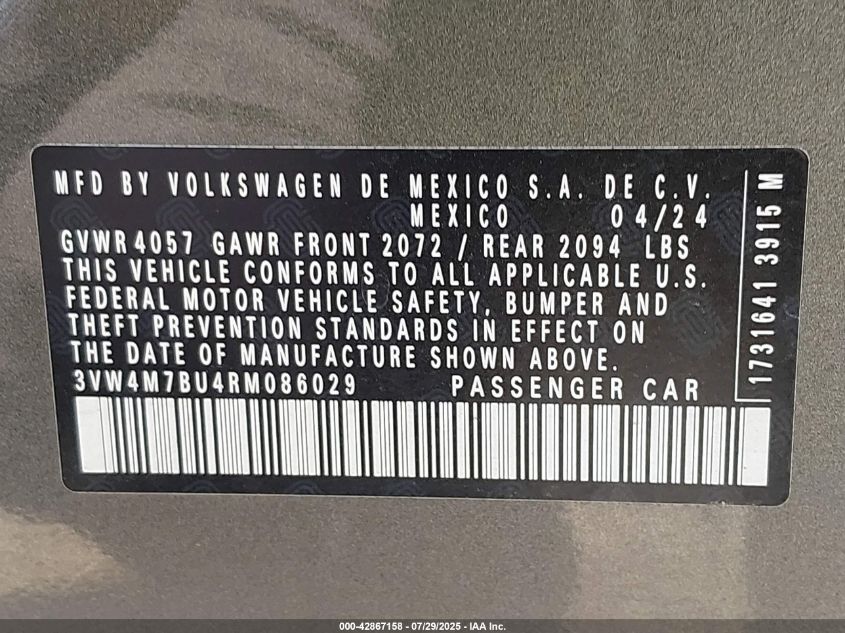 MFD BY VOLKSWAGEN DE MEXICO S.A. DE C.V.
MEXICO 04/24
GVWR 4057 GAWR FRONT 2072 / REAR 2094 LBS
THIS VEHICLE CONFORMS TO ALL APPLICABLE U.S.
FEDERAL MOTOR VEHICLE SAFETY, BUMPER AND
THEFT PREVENTION STANDARDS IN EFFECT ON
THE DATE OF MANUFACTURE SHOWN ABOVE.
3VW4M7BU4RM086029 PASSENGER CAR
1731641 3915 M
000-42867158 - 07/29/2025 - IAA Inc.